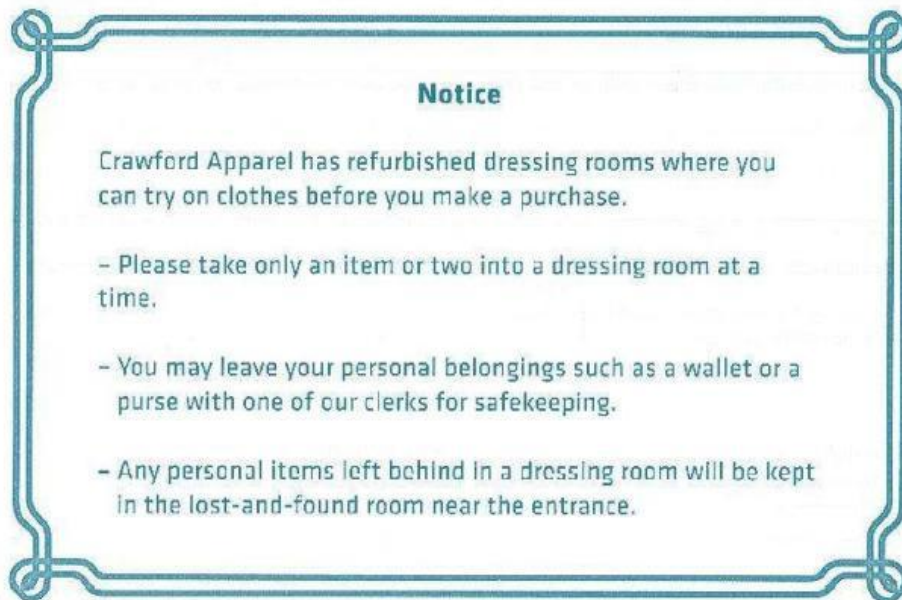 Notice
Crawford Apparel has refurbished dressing rooms where you
can try on clothes before you make a purchase.
– Please take only an item or two into a dressing room at a
time.
– You may leave your personal belongings such as a wallet or a
purse with one of our clerks for safekeeping.
– Any personal items left behind in a dressing room will be kept
in the lost-and-found room near the entrance.